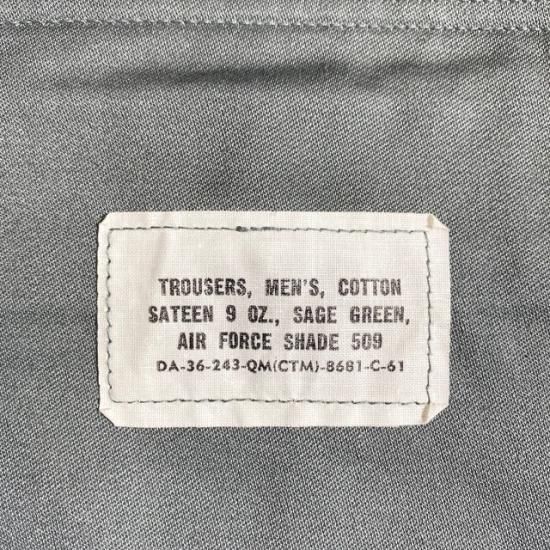 TROUSERS, MEN'S, COTTON
SATEEN 9 OZ., SAGE GREEN,
AIR FORCE SHADE 509
DA-36-243-QM(CTM)-8681-C-61